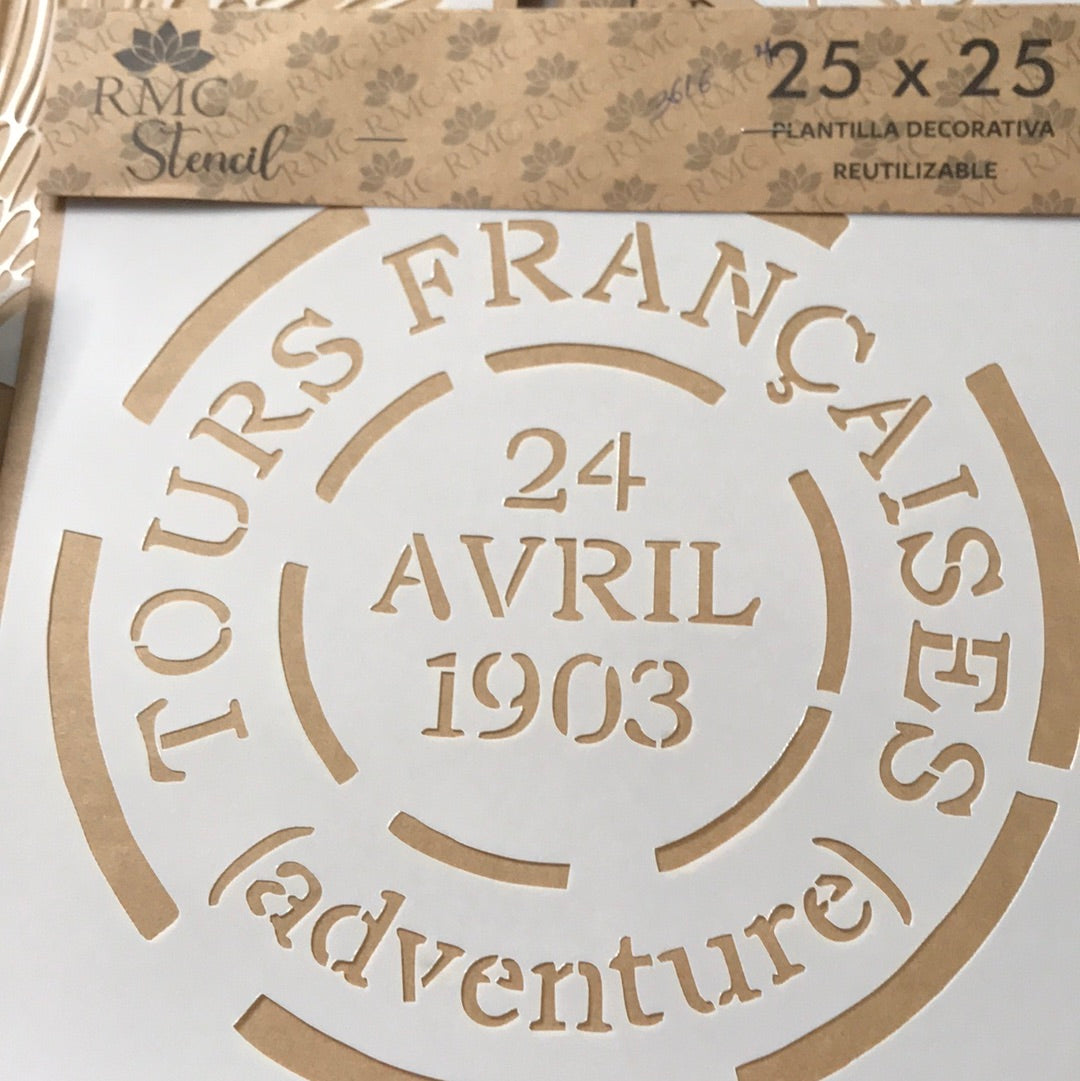 RMC
Stencil
25 x 25
PLANTILLA DECORATIVA
REUTILIZABLE
TOURS FRANÇAISES
24
AVRIL
1903
(adventure)